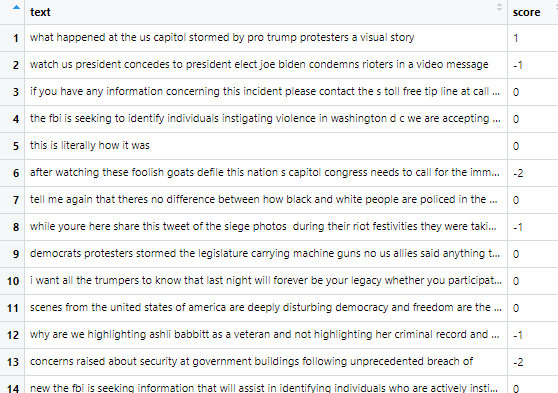 text score
1 what happened at the us capitol stormed by pro trump protesters a visual story 1
2 watch us president concedes to president elect joe biden condemns rioters in a video message -1
3 if you have any information concerning this incident please contact the s toll free tip line at call ... 0
4 the fbi is seeking to identify individuals instigating violence in washington d c we are accepting ... 0
5 this is literally how it was 0
6 after watching these foolish goats defile this nation s capitol congress needs to call for the imm... -2
7 tell me again that theres no difference between how black and white people are policed in the ... 0
8 while youre here share this tweet of the siege photos during their riot festivities they were taki... -1
9 democrats protesters stormed the legislature carrying machine guns no us allies said anything t... 0
10 i want all the trumpers to know that last night will forever be your legacy whether you participat... 0
11 scenes from the united states of america are deeply disturbing democracy and freedom are the ... 0
12 why are we highlighting ashli babbitt as a veteran and not highlighting her criminal record and ... -1
13 concerns raised about security at government buildings following unprecedented breach of -2
14 new the fbi is seeking information that will assist in identifying individuals who are actively insti... 0